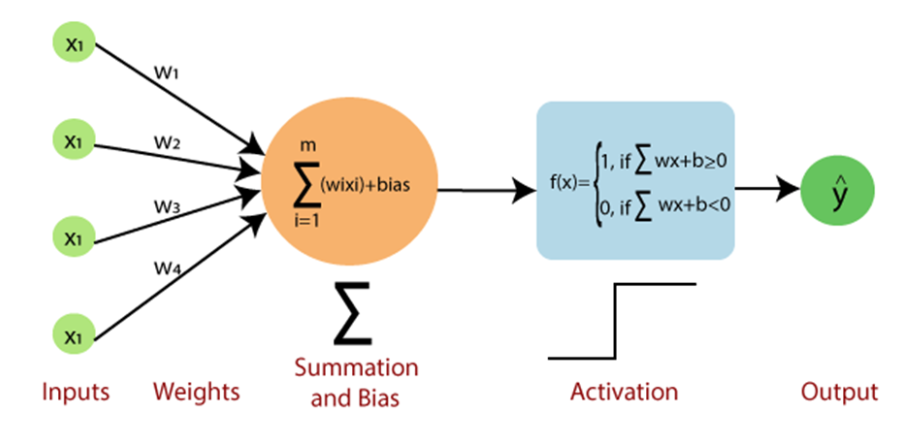 x1
w1
x1
w2
x1
w3
x1
w4
m
∑(wixi)+bias
i=1
f(x)={1, if ∑ wx+b≥0
0, if ∑ wx+b<0
ŷ
∑
Inputs
Weights
Summation
and Bias
Activation
Output